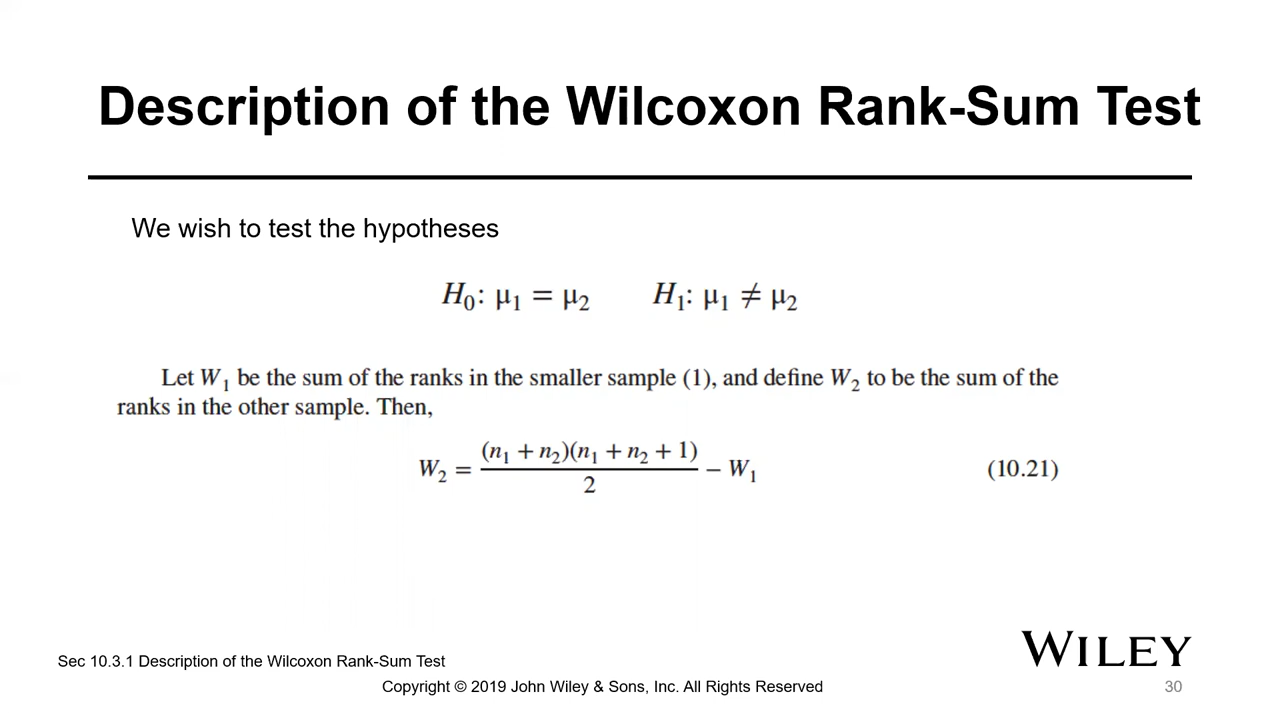 Description of the Wilcoxon Rank-Sum Test
We wish to test the hypotheses
H₀: μ₁ = μ₂  H₁: μ₁ ≠ μ₂
Let W₁ be the sum of the ranks in the smaller sample (1), and define W₂ to be the sum of the
ranks in the other sample. Then,
W₂ = (n₁ + n₂)(n₁ + n₂ + 1) / 2 − W₁ (10.21)
WILEY
Sec 10.3.1 Description of the Wilcoxon Rank-Sum Test
Copyright © 2019 John Wiley & Sons, Inc. All Rights Reserved
30